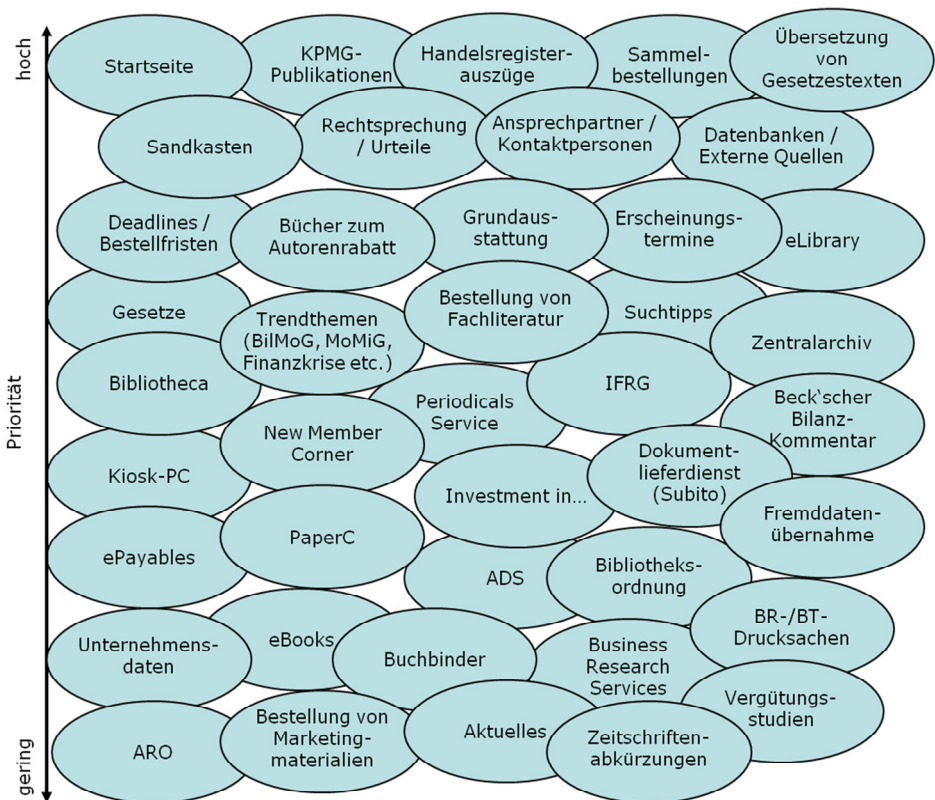 hoch
Priorität
gering
Startseite
KPMG-
Publikationen
Handelsregister-
auszüge
Sammel-
bestellungen
Übersetzung
von
Gesetzestexten
Sandkasten
Rechtsprechung
/ Urteile
Ansprechpartner /
Kontaktpersonen
Datenbanken /
Externe Quellen
Deadlines /
Bestellfristen
Bücher zum
Autorenrabatt
Grundaus-
stattung
Erscheinungs-
termine
eLibrary
Gesetze
Trendthemen
(BilMoG, MoMiG,
Finanzkrise etc.)
Bestellung von
Fachliteratur
Suchtipps
Zentralarchiv
Bibliotheca
Periodicals
Service
IFRG
Beck‘scher
Bilanz-
Kommentar
New Member
Corner
Kiosk-PC
Investment in...
Dokument-
lieferdienst
(Subito)
Fremddaten-
übernahme
ePayables
PaperC
ADS
Bibliotheks-
ordnung
BR-/BT-
Drucksachen
Unternehmens-
daten
eBooks
Buchbinder
Business
Research
Services
Vergütungs-
studien
ARO
Bestellung von
Marketing-
materialien
Aktuelles
Zeitschriften-
abkürzungen